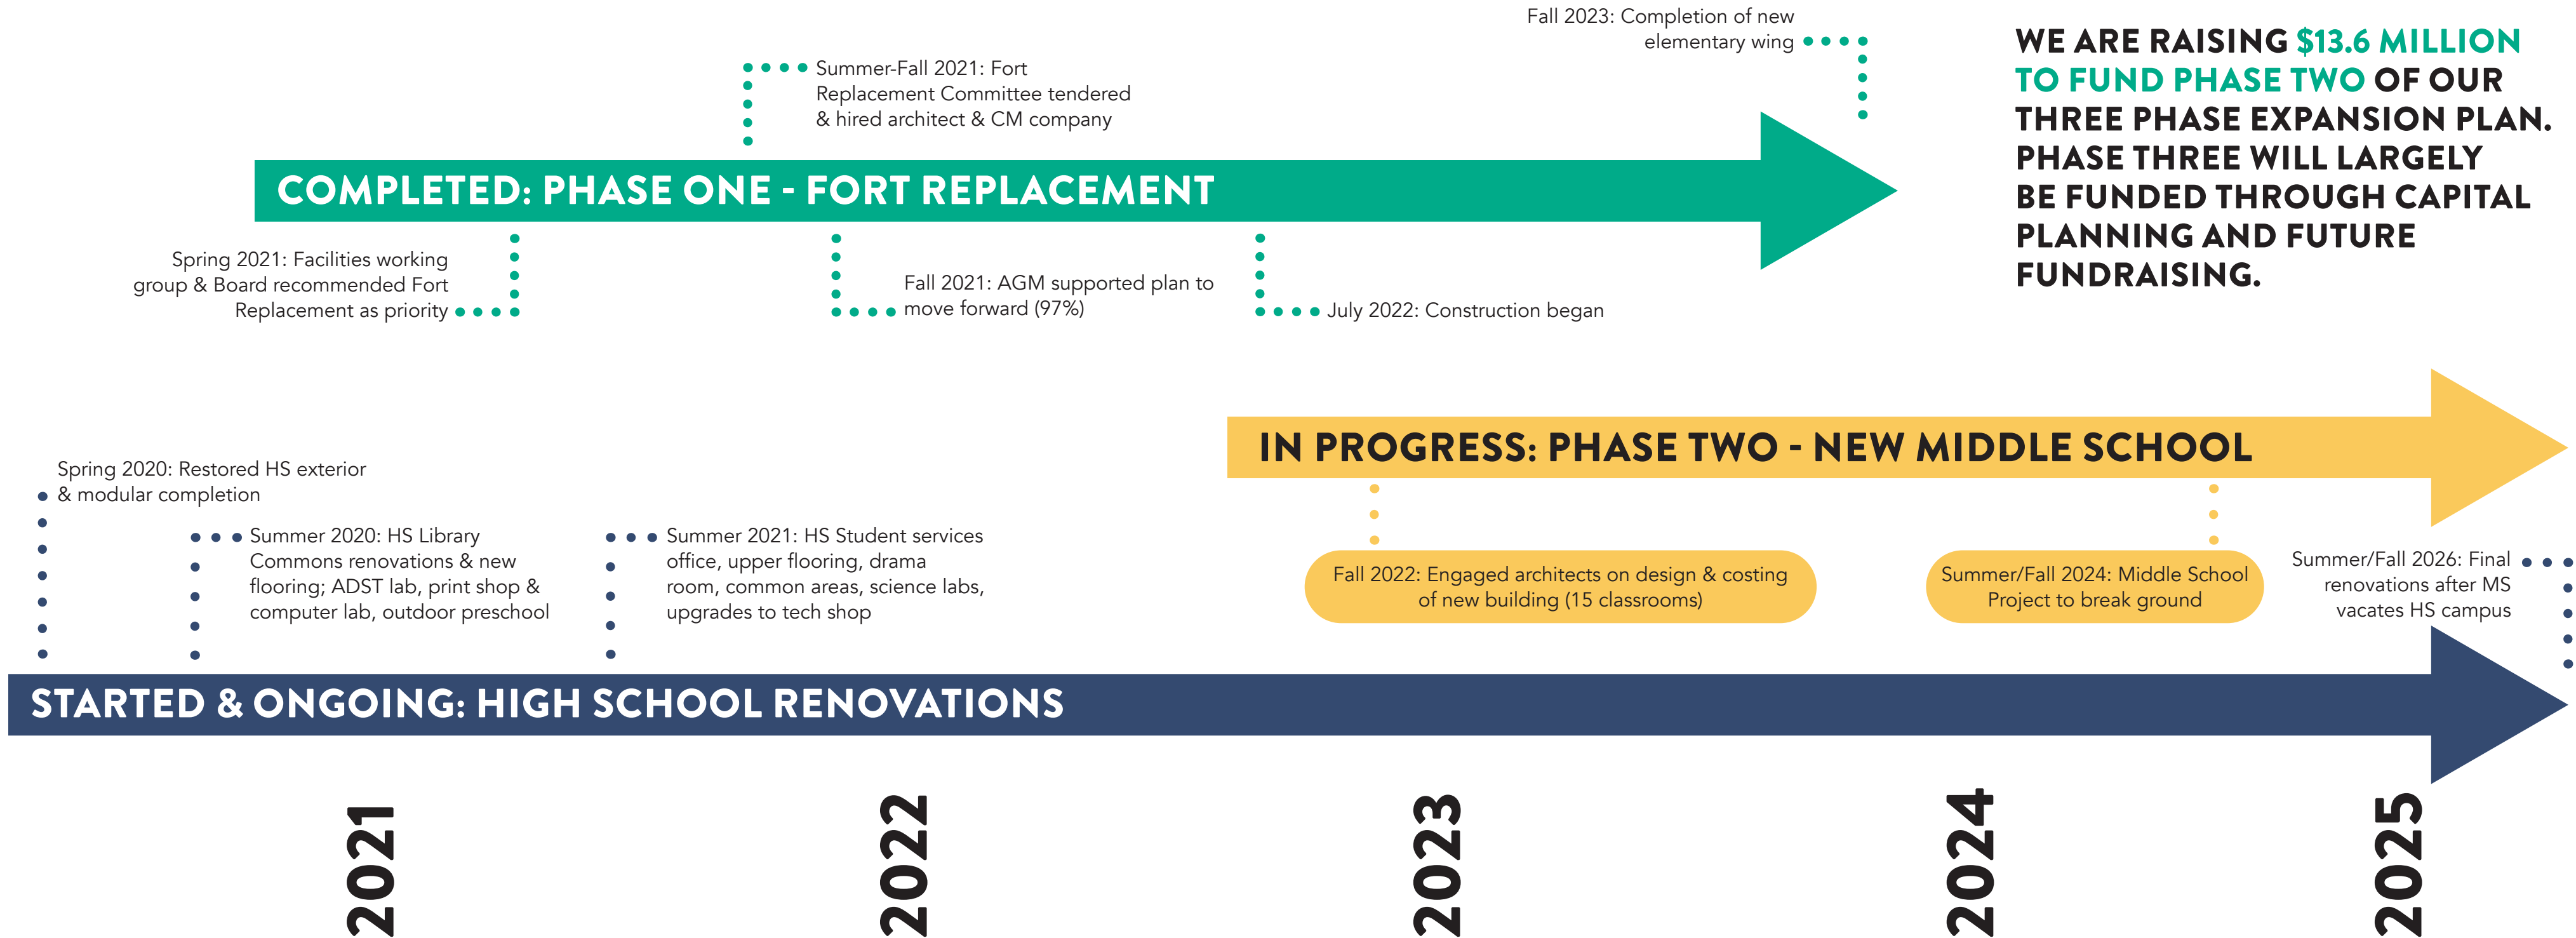 Fall 2023: Completion of new
elementary wing
WE ARE RAISING $13.6 MILLION
TO FUND PHASE TWO OF OUR
THREE PHASE EXPANSION PLAN.
PHASE THREE WILL LARGELY
BE FUNDED THROUGH CAPITAL
PLANNING AND FUTURE
FUNDRAISING.
Summer-Fall 2021: Fort
Replacement Committee tendered
& hired architect & CM company
COMPLETED: PHASE ONE - FORT REPLACEMENT
Spring 2021: Facilities working
group & Board recommended Fort
Replacement as priority
Fall 2021: AGM supported plan to
move forward (97%)
July 2022: Construction began
IN PROGRESS: PHASE TWO - NEW MIDDLE SCHOOL
Spring 2020: Restored HS exterior
& modular completion
Summer 2020: HS Library
Commons renovations & new
flooring; ADST lab, print shop &
computer lab, outdoor preschool
Summer 2021: HS Student services
office, upper flooring, drama
room, common areas, science labs,
upgrades to tech shop
Fall 2022: Engaged architects on design & costing
of new building (15 classrooms)
Summer/Fall 2024: Middle School
Project to break ground
Summer/Fall 2026: Final
renovations after MS
vacates HS campus
STARTED & ONGOING: HIGH SCHOOL RENOVATIONS
2021
2022
2023
2024
2025